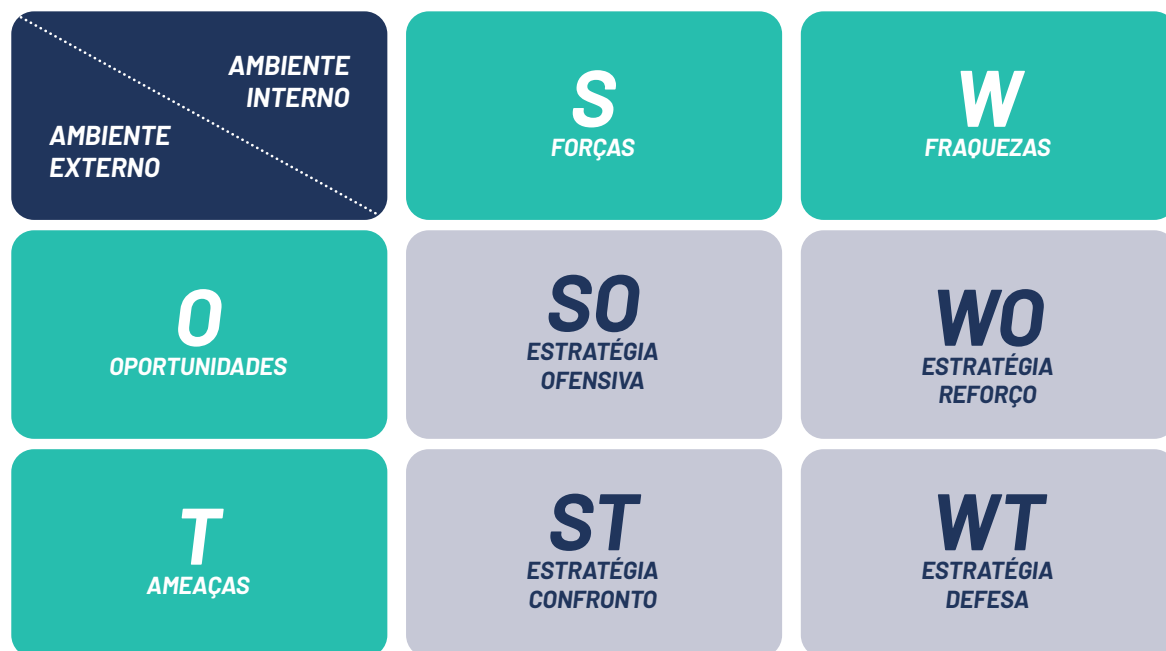 AMBIENTE
INTERNO
AMBIENTE
EXTERNO
S
FORÇAS
W
FRAQUEZAS
O
OPORTUNIDADES
SO
ESTRATÉGIA
OFENSIVA
WO
ESTRATÉGIA
REFORÇO
T
AMEAÇAS
ST
ESTRATÉGIA
CONFRONTO
WT
ESTRATÉGIA
DEFESA